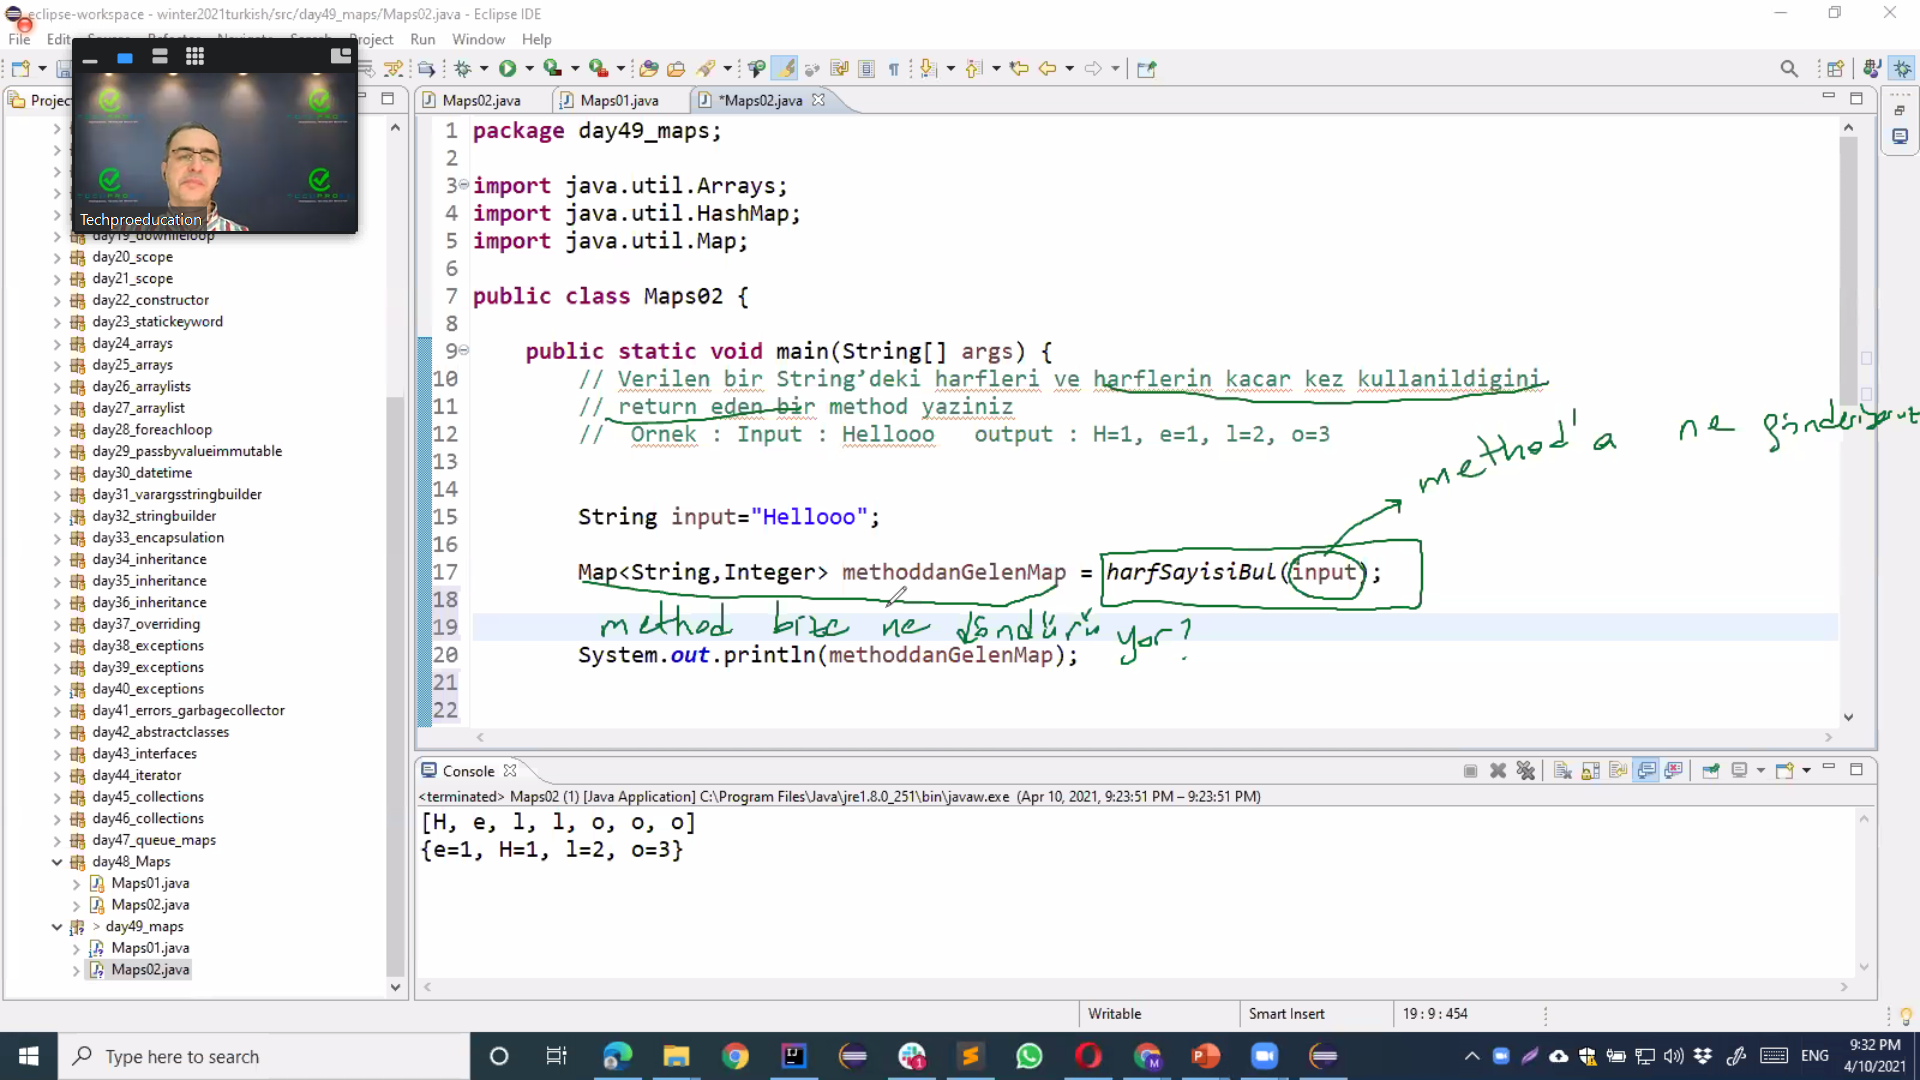 eclipse-workspace - winter2021turkish/src/day49_maps/Maps02.java - Eclipse IDE
File Edit Source Refactor Navigate Search Project Run Window Help
Techproeducation
Maps02.java
Maps01.java
*Maps02.java
day19_dowhileloop
day20_scope
day21_scope
day22_constructor
day23_statickeyword
day24_arrays
day25_arrays
day26_arraylists
day27_arraylist
day28_foreachloop
day29_passbyvalueimmutable
day30_datetime
day31_varargsstringbuilder
day32_stringbuilder
day33_encapsulation
day34_inheritance
day35_inheritance
day36_inheritance
day37_overriding
day38_exceptions
day39_exceptions
day40_exceptions
day41_errors_garbagecollector
day42_abstractclasses
day43_interfaces
day44_iterator
day45_collections
day46_collections
day47_queue_maps
day48_Maps
Maps01.java
Maps02.java
> day49_maps
Maps01.java
Maps02.java
1 package day49_maps;
2
3 import java.util.Arrays;
4 import java.util.HashMap;
5 import java.util.Map;
6
7 public class Maps02 {
8
9 public static void main(String[] args) {
10 // Verilen bir String’deki harfleri ve harflerin kacar kez kullanildigini
11 // return eden bir method yaziniz
12 // Ornek : Input : Hellooo output : H=1, e=1, l=2, o=3
13
method'a ne
14
15 String input="Hellooo";
16
17 Map<String,Integer> methoddanGelenMap = harfSayisiBul(input);
18
19
method bize ne döndürü yor?
20 System.out.println(methoddanGelenMap);
21
22
Console
<terminated> Maps02 (1) [Java Application] C:\Program Files\Java\jre1.8.0_251\bin\javaw.exe (Apr 10, 2021, 9:23:51 PM – 9:23:51 PM)
[H, e, l, l, o, o, o]
{e=1, H=1, l=2, o=3}
Writable
Smart Insert
19 : 9 : 454
Type here to search
ENG
9:32 PM
4/10/2021